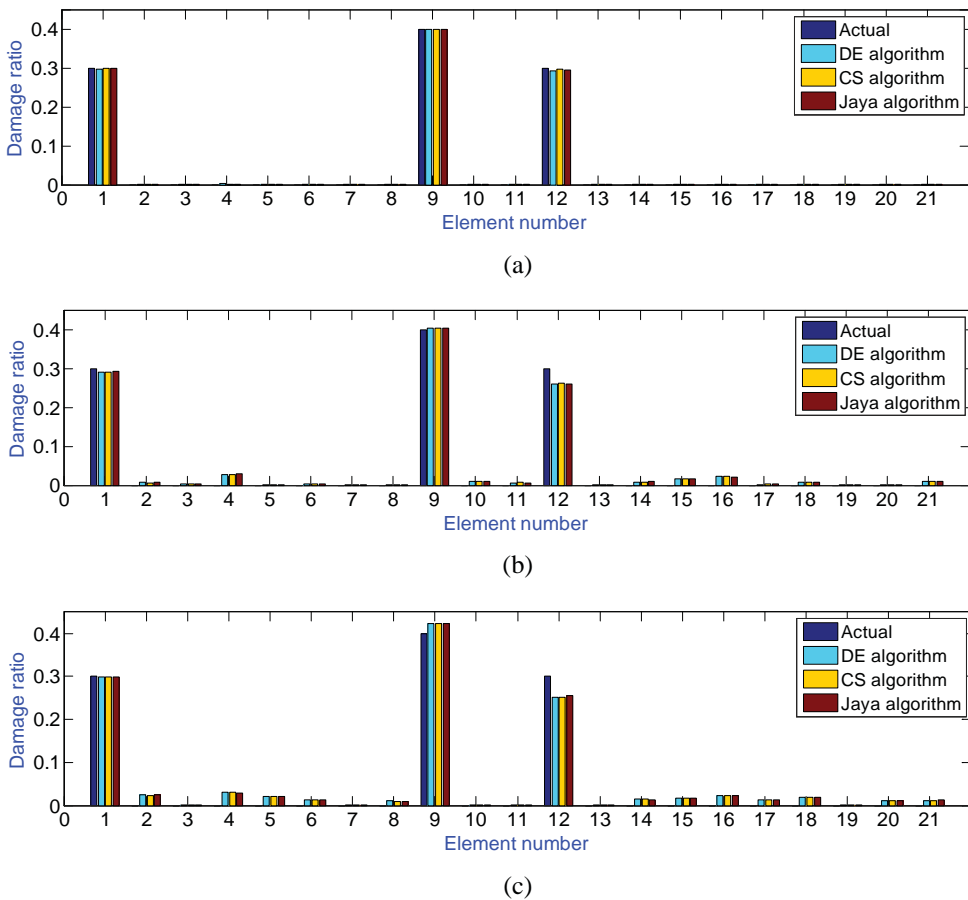 0.4
0.3
0.2
0.1
0
Damage ratio
Actual
DE algorithm
CS algorithm
Jaya algorithm
0 1 2 3 4 5 6 7 8 9 10 11 12 13 14 15 16 17 18 19 20 21
Element number
(a)
0.4
0.3
0.2
0.1
0
Damage ratio
Actual
DE algorithm
CS algorithm
Jaya algorithm
0 1 2 3 4 5 6 7 8 9 10 11 12 13 14 15 16 17 18 19 20 21
Element number
(b)
0.4
0.3
0.2
0.1
0
Damage ratio
Actual
DE algorithm
CS algorithm
Jaya algorithm
0 1 2 3 4 5 6 7 8 9 10 11 12 13 14 15 16 17 18 19 20 21
Element number
(c)